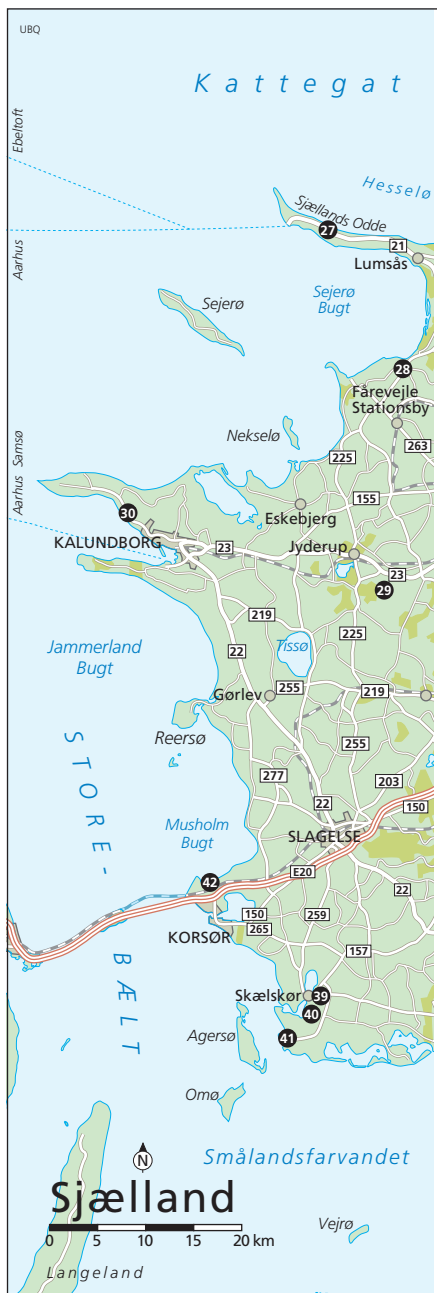 UBQ
Kattegat
Ebeltoft
Hesselø
Sjællands Odde
27
21
Aarhus
Lumsås
Sejerø
Sejerø
Bugt
28
Fårevejle
Stationsby
Nekselø
263
225
Aarhus Samsø
155
30
Eskebjerg
KALUNDBORG
23
Jyderup
23
29
219
225
Jammerland
Bugt
22
Tissø
Gørlev
255
219
Reersø
255
277
203
STORE-
22
150
Musholm
Bugt
SLAGELSE
42
E20
22
150
259
265
KORSØR
157
BÆLT
Skælskør
39
40
Agersø
41
Omø
N
Smålandsfarvandet
Sjælland
Vejrø
0 5 10 15 20 km
Langeland